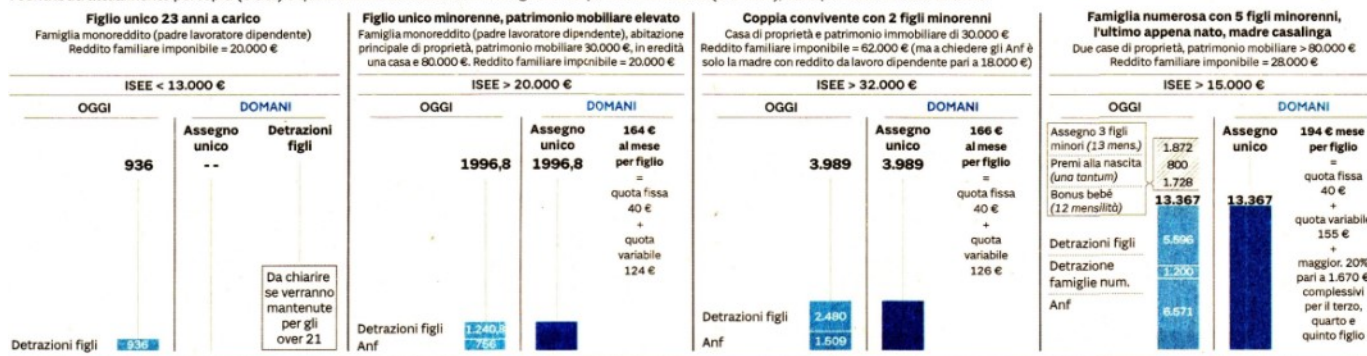 Figlio unico 23 anni a carico
Famiglia monoreddito (padre lavoratore dipendente)
Reddito familiare imponibile = 20.000 €
ISEE < 13.000 €
OGGI
DOMANI
Assegno unico
Detrazioni figli
936
--
Da chiarire
se verranno
mantenute
per gli
over 21
Detrazioni figli 936
Figlio unico minorenne, patrimonio mobiliare elevato
Famiglia monoreddito (padre lavoratore dipendente), abitazione
principale di proprietà, patrimonio mobiliare 30.000 €, in eredità
una casa e 80.000 €. Reddito familiare imponibile = 20.000 €
ISEE > 20.000 €
OGGI
DOMANI
Assegno unico
1996,8
1996,8
164 €
al mese
per figlio
=
quota fissa
40 €
+
quota
variabile
124 €
Detrazioni figli 1.240,8
Anf 756
Coppia convivente con 2 figli minorenni
Casa di proprietà e patrimonio immobiliare di 30.000 €
Reddito familiare imponibile = 62.000 € (ma a chiedere gli Anf è
solo la madre con reddito da lavoro dipendente pari a 18.000 €)
ISEE > 32.000 €
OGGI
DOMANI
Assegno unico
3.989
3.989
166 €
al mese
per figlio
=
quota fissa
40 €
+
quota
variabile
126 €
Detrazioni figli 2.480
Anf 1.509
Famiglia numerosa con 5 figli minorenni,
l'ultimo appena nato, madre casalinga
Due case di proprietà, patrimonio mobiliare > 80.000 €
Reddito familiare imponibile = 28.000 €
ISEE > 15.000 €
OGGI
DOMANI
Assegno 3 figli
minori (13 mens.) 1.872
Premi alla nascita 800
(una tantum)
Bonus bebé 1.728
(12 mensilità)
13.367
Detrazioni figli 5.596
Detrazione
famiglie num. 1.200
Anf 6.571
Assegno unico
13.367
194 € mese
per figlio
=
quota fissa
40 €
+
quota variabile
155 €
+
maggior. 20%
pari a 1.670 €
complessivi
per il terzo,
quarto e
quinto figlio